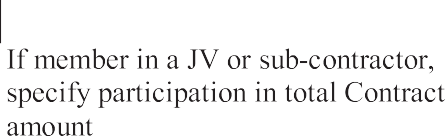 If member in a JV or sub-contractor,
specify participation in total Contract
amount